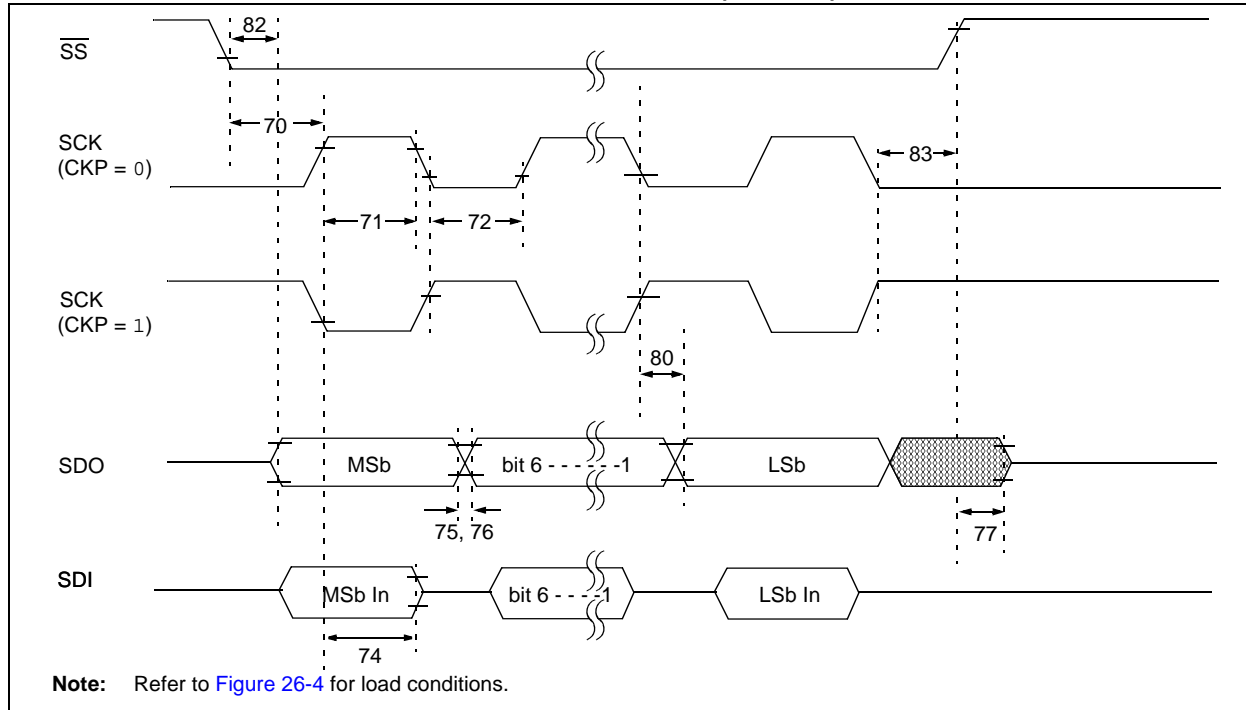 82
SS
70
SCK
(CKP = 0)
83
71
72
SCK
(CKP = 1)
80
SDO
MSb
bit 6 - - - - - -1
LSb
75, 76
77
SDI
MSb In
bit 6 - - - -1
LSb In
74
Note: Refer to Figure 26-4 for load conditions.